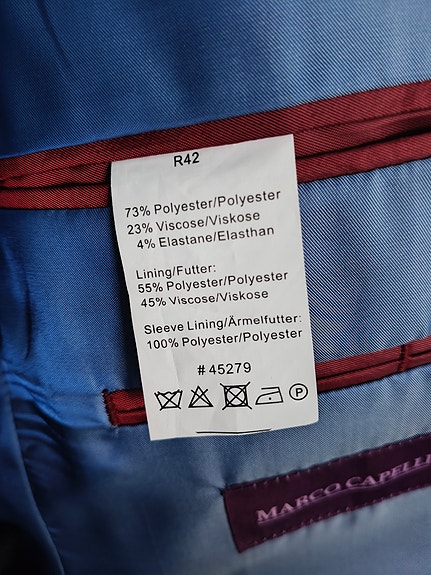 R42
73% Polyester/Polyester
23% Viscose/Viskose
4% Elastane/Elasthan
Lining/Futter:
55% Polyester/Polyester
45% Viscose/Viskose
Sleeve Lining/Ärmelfutter:
100% Polyester/Polyester
#45279
P
MARCO CAPELLI